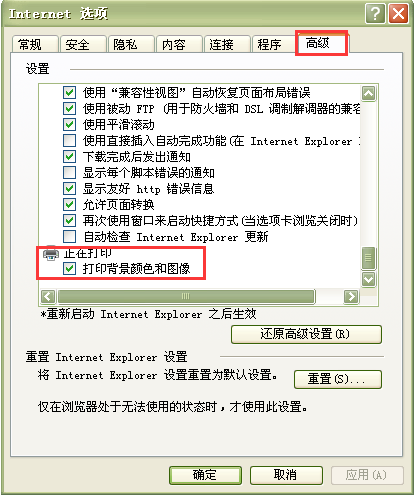 Internet 选项
常规 安全 隐私 内容 连接 程序 高级
设置
使用“兼容性视图”自动恢复页面布局错误
使用被动 FTP (用于防火墙和 DSL 调制解调器的兼容
使用平滑滚动
使用直接插入自动完成功能(在 Internet Explorer
下载完成后发出通知
显示每个脚本错误的通知
显示友好 http 错误信息
允许页面转换
再次使用窗口来启动快捷方式(当选项卡浏览关闭时)
自动检查 Internet Explorer 更新
正在打印
打印背景颜色和图像
*重新启动 Internet Explorer 之后生效
还原高级设置(R)
重置 Internet Explorer 设置
将 Internet Explorer 设置重置为默认设置。
重置(S)...
仅在浏览器处于无法使用的状态时,才使用此设置。
确定 取消 应用(A)